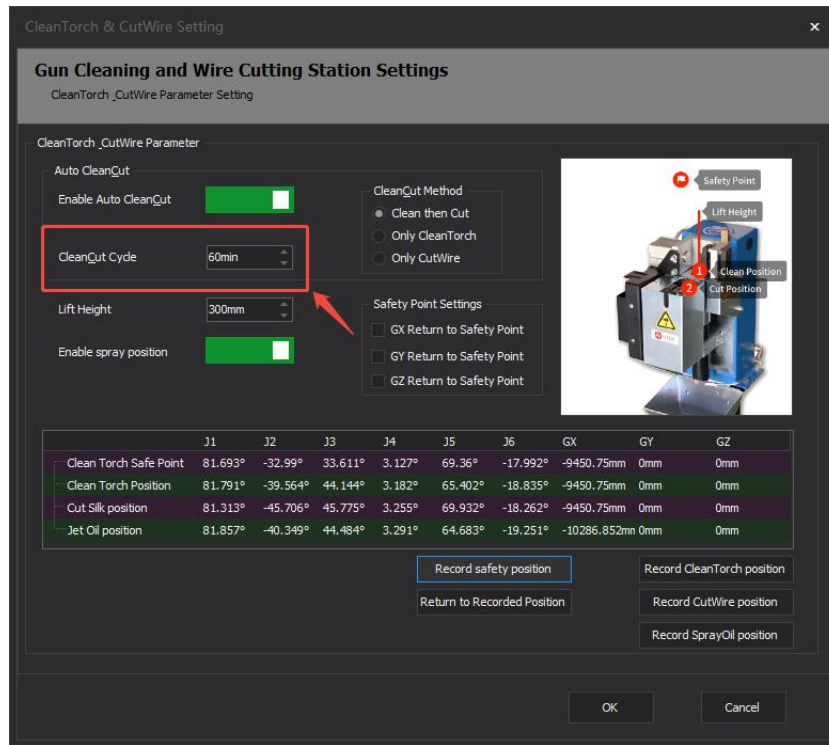 CleanTorch & CutWire Setting
Gun Cleaning and Wire Cutting Station Settings
CleanTorch _CutWire Parameter Setting
CleanTorch _CutWire Parameter
Auto CleanCut
Enable Auto CleanCut
CleanCut Method
Clean then Cut
Only CleanTorch
Only CutWire
CleanCut Cycle 60min
Lift Height 300mm
Enable spray position
Safety Point Settings
GX Return to Safety Point
GY Return to Safety Point
GZ Return to Safety Point
Safety Point
Lift Height
1 Clean Position
2 Cut Position
J1 J2 J3 J4 J5 J6 GX GY GZ
Clean Torch Safe Point 81.693° -32.99° 33.611° 3.127° 69.36° -17.992° -9450.75mm 0mm 0mm
Clean Torch Position 81.791° -39.564° 44.144° 3.182° 65.402° -18.835° -9450.75mm 0mm 0mm
Cut Silk position 81.313° -45.706° 45.775° 3.255° 69.932° -18.262° -9450.75mm 0mm 0mm
Jet Oil position 81.857° -40.349° 44.484° 3.291° 64.683° -19.251° -10286.852mm 0mm 0mm
Record safety position
Record CleanTorch position
Return to Recorded Position
Record CutWire position
Record SprayOil position
OK
Cancel